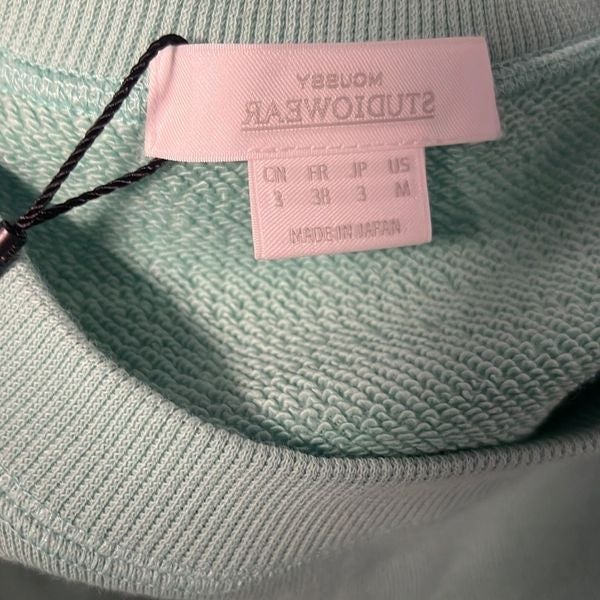 MOUSSY
STUDIOWEAR
CN FR JP US
3 38 3 M
MADE IN JAPAN